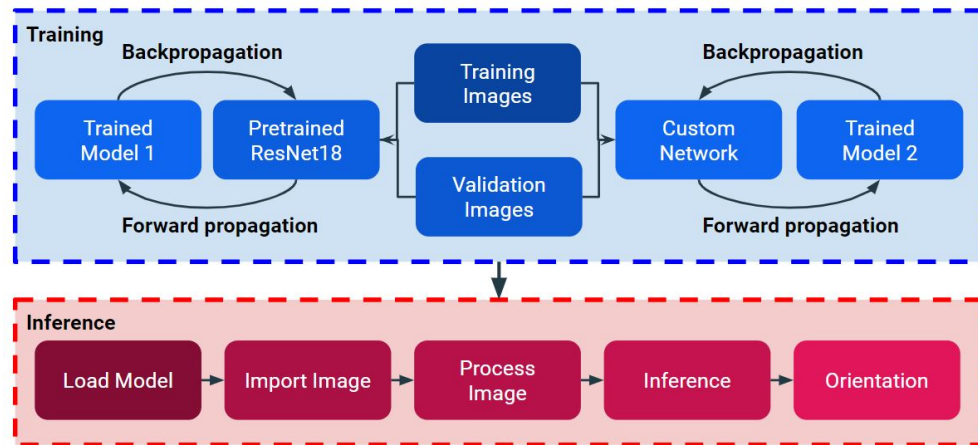 Training
Backpropagation
Trained
Model 1
Pretrained
ResNet18
Forward propagation
Training
Images
Validation
Images
Backpropagation
Custom
Network
Trained
Model 2
Forward propagation
Inference
Load Model
Import Image
Process
Image
Inference
Orientation